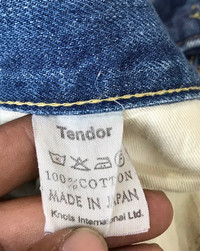 Tendor
100%COTTON
MADE IN JAPAN
Knots International Ltd.